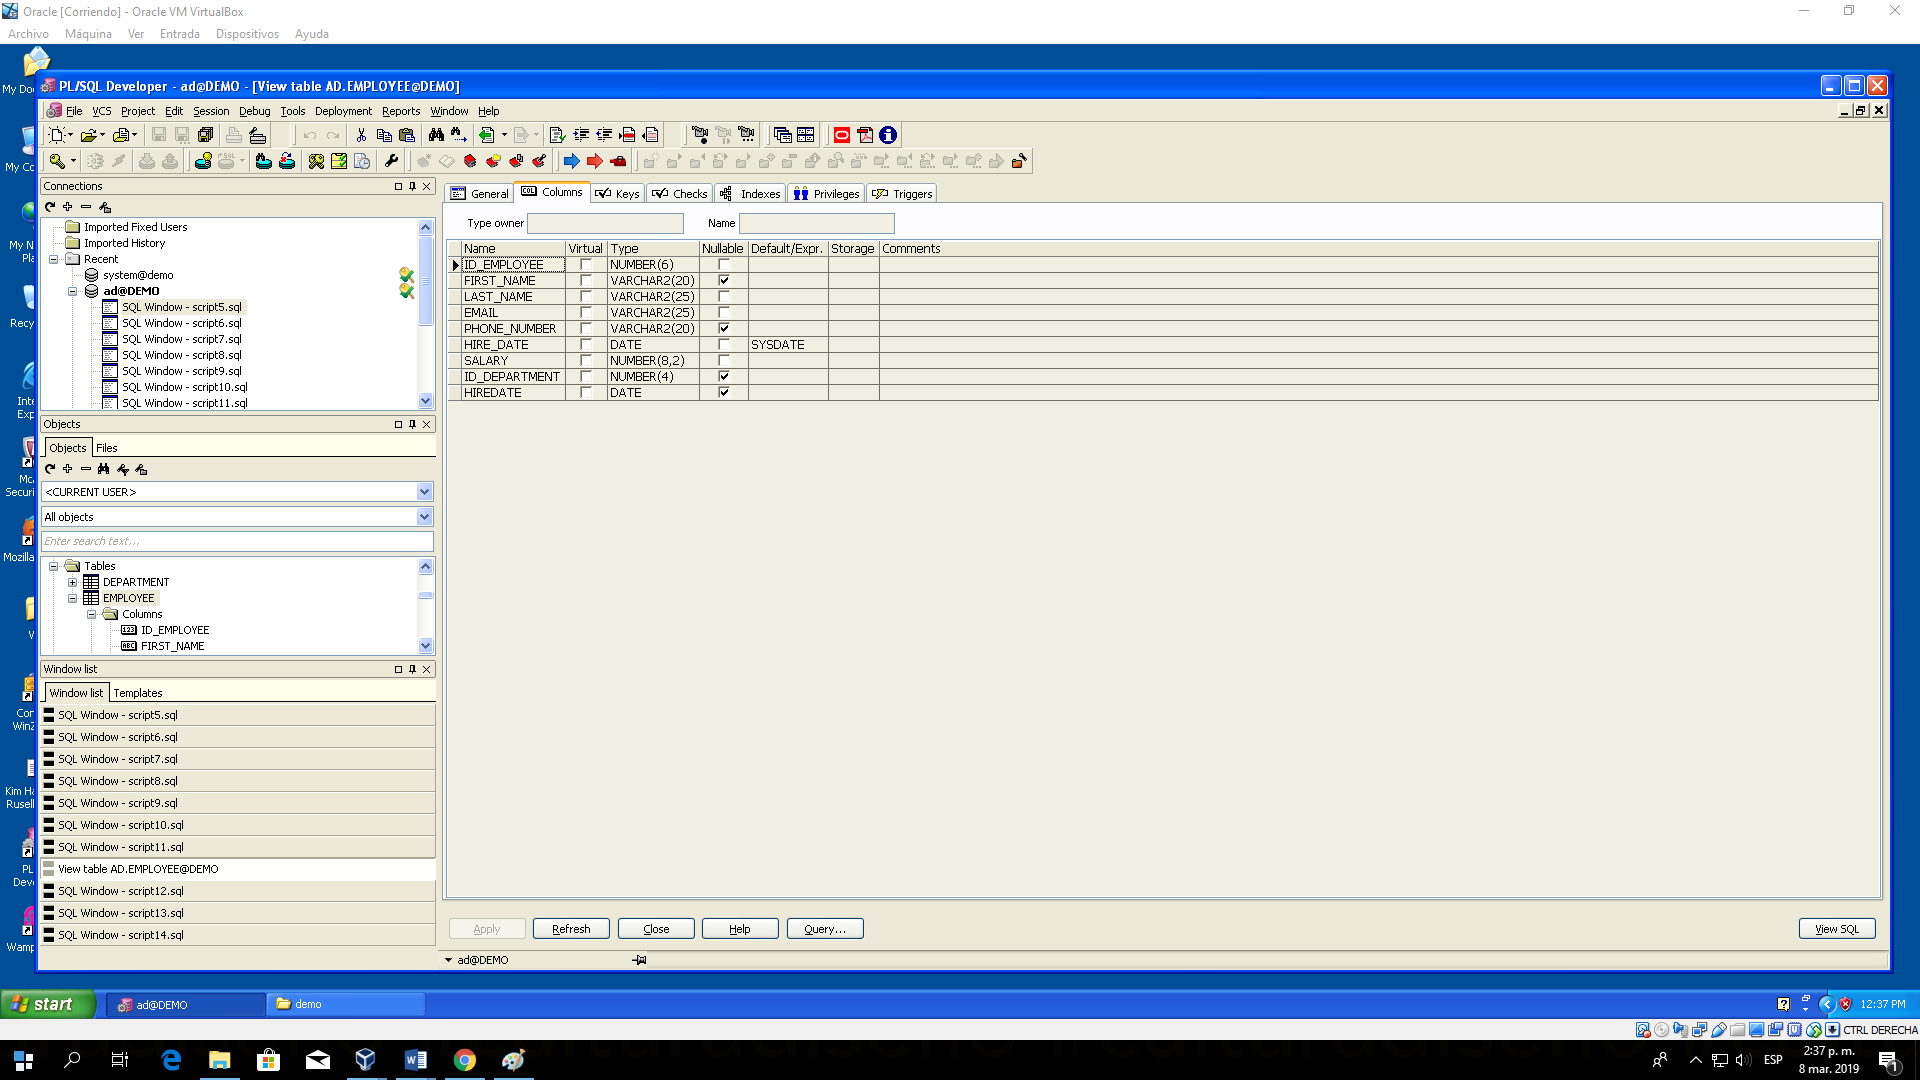 Oracle [Corriendo] - Oracle VM VirtualBox
Archivo Máquina Ver Entrada Dispositivos Ayuda
PL/SQL Developer - ad@DEMO - [View table AD.EMPLOYEE@DEMO]
File VCS Project Edit Session Debug Tools Deployment Reports Window Help
Connections
Imported Fixed Users
Imported History
Recent
system@demo
ad@DEMO
SQL Window - script5.sql
SQL Window - script6.sql
SQL Window - script7.sql
SQL Window - script8.sql
SQL Window - script9.sql
SQL Window - script10.sql
SQL Window - script11.sql
Objects
Objects Files
<CURRENT USER>
All objects
Enter search text...
Tables
DEPARTMENT
EMPLOYEE
Columns
ID_EMPLOYEE
FIRST_NAME
Window list
Window list Templates
SQL Window - script5.sql
SQL Window - script6.sql
SQL Window - script7.sql
SQL Window - script8.sql
SQL Window - script9.sql
SQL Window - script10.sql
SQL Window - script11.sql
View table AD.EMPLOYEE@DEMO
SQL Window - script12.sql
SQL Window - script13.sql
SQL Window - script14.sql
General Columns Keys Checks Indexes Privileges Triggers
Type owner Name
Name Virtual Type Nullable Default/Expr. Storage Comments
ID_EMPLOYEE NUMBER(6)
FIRST_NAME VARCHAR2(20)
LAST_NAME VARCHAR2(25)
EMAIL VARCHAR2(25)
PHONE_NUMBER VARCHAR2(20)
HIRE_DATE DATE SYSDATE
SALARY NUMBER(8,2)
ID_DEPARTMENT NUMBER(4)
HIREDATE DATE
Apply Refresh Close Help Query... View SQL
ad@DEMO
start ad@DEMO demo 12:37 PM
CTRL DERECHA
ESP
2:37 p. m.
8 mar. 2019
1